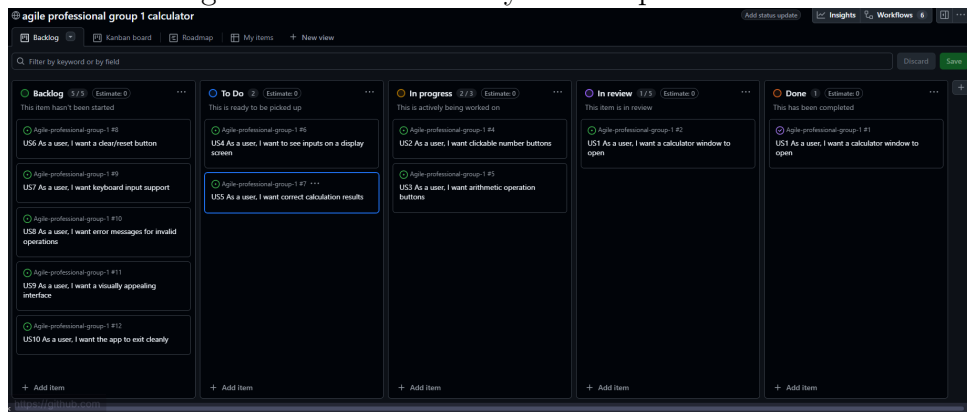 agile professional group 1 calculator
Add status update
Insights
Workflows 6
Backlog
Kanban board
Roadmap
My items
+ New view
Filter by keyword or by field
Discard
Save
Backlog 5/5 Estimate: 0 ...
This item hasn't been started
Agile-professional-group-1 #8
US6 As a user, I want a clear/reset button
Agile-professional-group-1 #9
US7 As a user, I want keyboard input support
Agile-professional-group-1 #10
US8 As a user, I want error messages for invalid
operations
Agile-professional-group-1 #11
US9 As a user, I want a visually appealing
interface
Agile-professional-group-1 #12
US10 As a user, I want the app to exit cleanly
+ Add item
To Do 2 Estimate: 0 ...
This is ready to be picked up
Agile-professional-group-1 #6
US4 As a user, I want to see inputs on a display
screen
Agile-professional-group-1 #7 ...
US5 As a user, I want correct calculation results
+ Add item
In progress 2/3 Estimate: 0 ...
This is actively being worked on
Agile-professional-group-1 #4
US2 As a user, I want clickable number buttons
Agile-professional-group-1 #5
US3 As a user, I want arithmetic operation
buttons
+ Add item
In review 1/5 Estimate: 0 ...
This item is in review
Agile-professional-group-1 #2
US1 As a user, I want a calculator window to
open
+ Add item
Done 1 Estimate: 0 ...
This has been completed
Agile-professional-group-1 #1
US1 As a user, I want a calculator window to
open
+ Add item
https://github.com